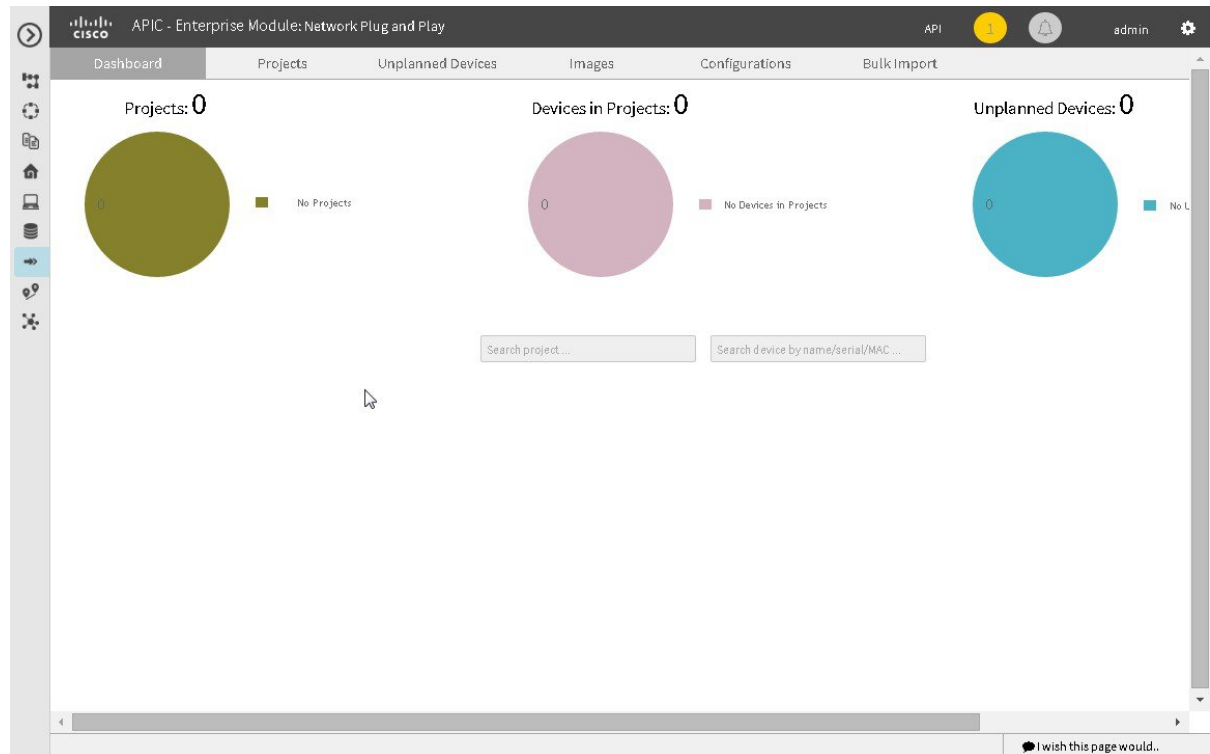 CISCO APIC - Enterprise Module: Network Plug and Play API 1 admin
Dashboard Projects Unplanned Devices Images Configurations Bulk Import
Projects: 0 Devices in Projects: 0 Unplanned Devices: 0
0 No Projects 0 No Devices in Projects 0 No
Search project ... Search device by name/serial/MAC ...
I wish this page would..